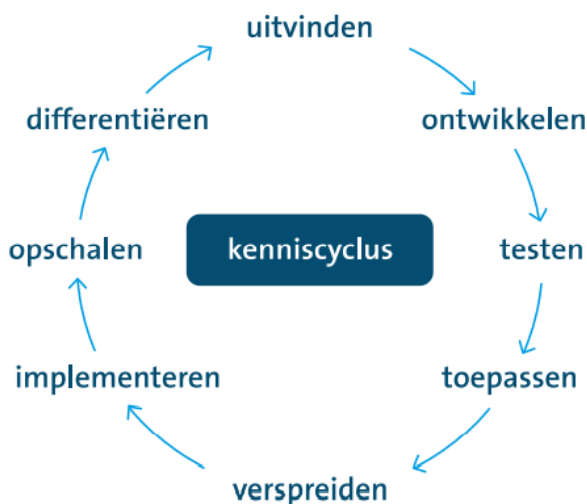 uitvinden
ontwikkelen
testen
toepassen
verspreiden
implementeren
opschalen
differentiëren
kenniscyclus